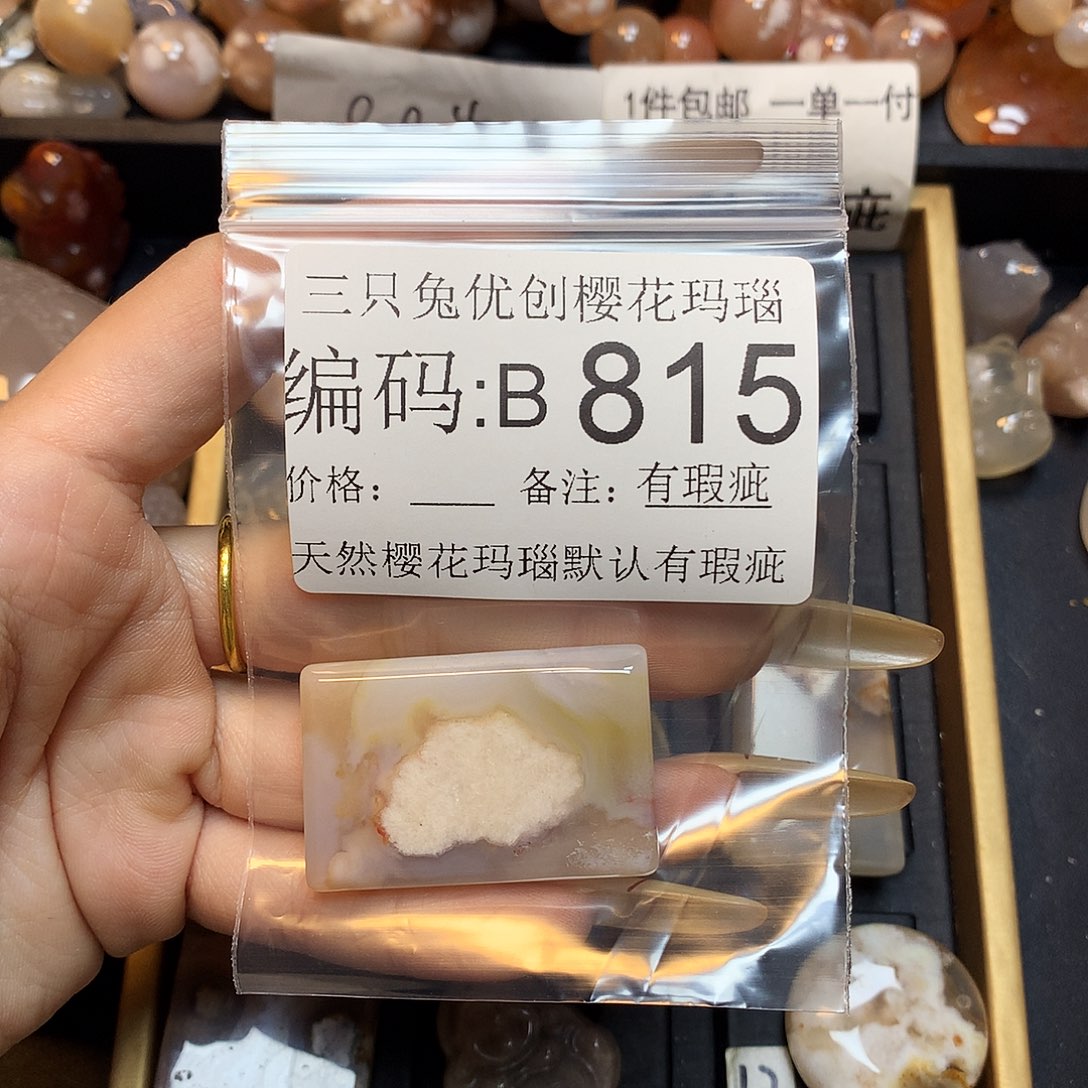 1件包邮 一单一付
疵
三只兔优创樱花玛瑙
编码:B 815
价格：____ 备注：有瑕疵
天然樱花玛瑙默认有瑕疵